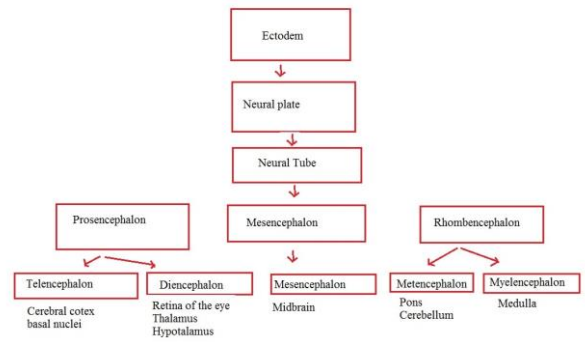 Ectodem
Neural plate
Neural Tube
Prosencephalon
Mesencephalon
Rhombencephalon
Telencephalon
Diencephalon
Mesencephalon
Metencephalon
Myelencephalon
Cerebral cotex
basal nuclei
Retina of the eye
Thalamus
Hypotalamus
Midbrain
Pons
Cerebellum
Medulla